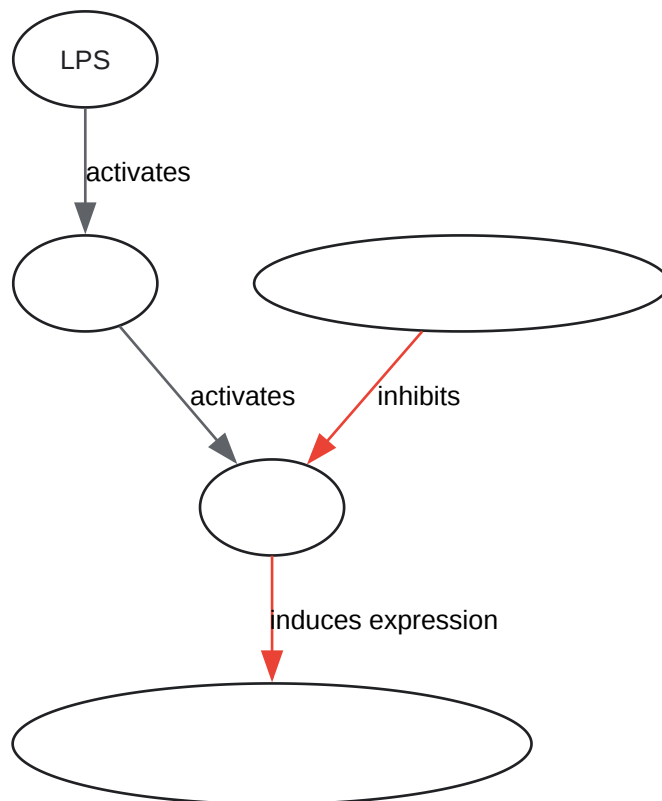 LPS
activates
activates
inhibits
induces expression